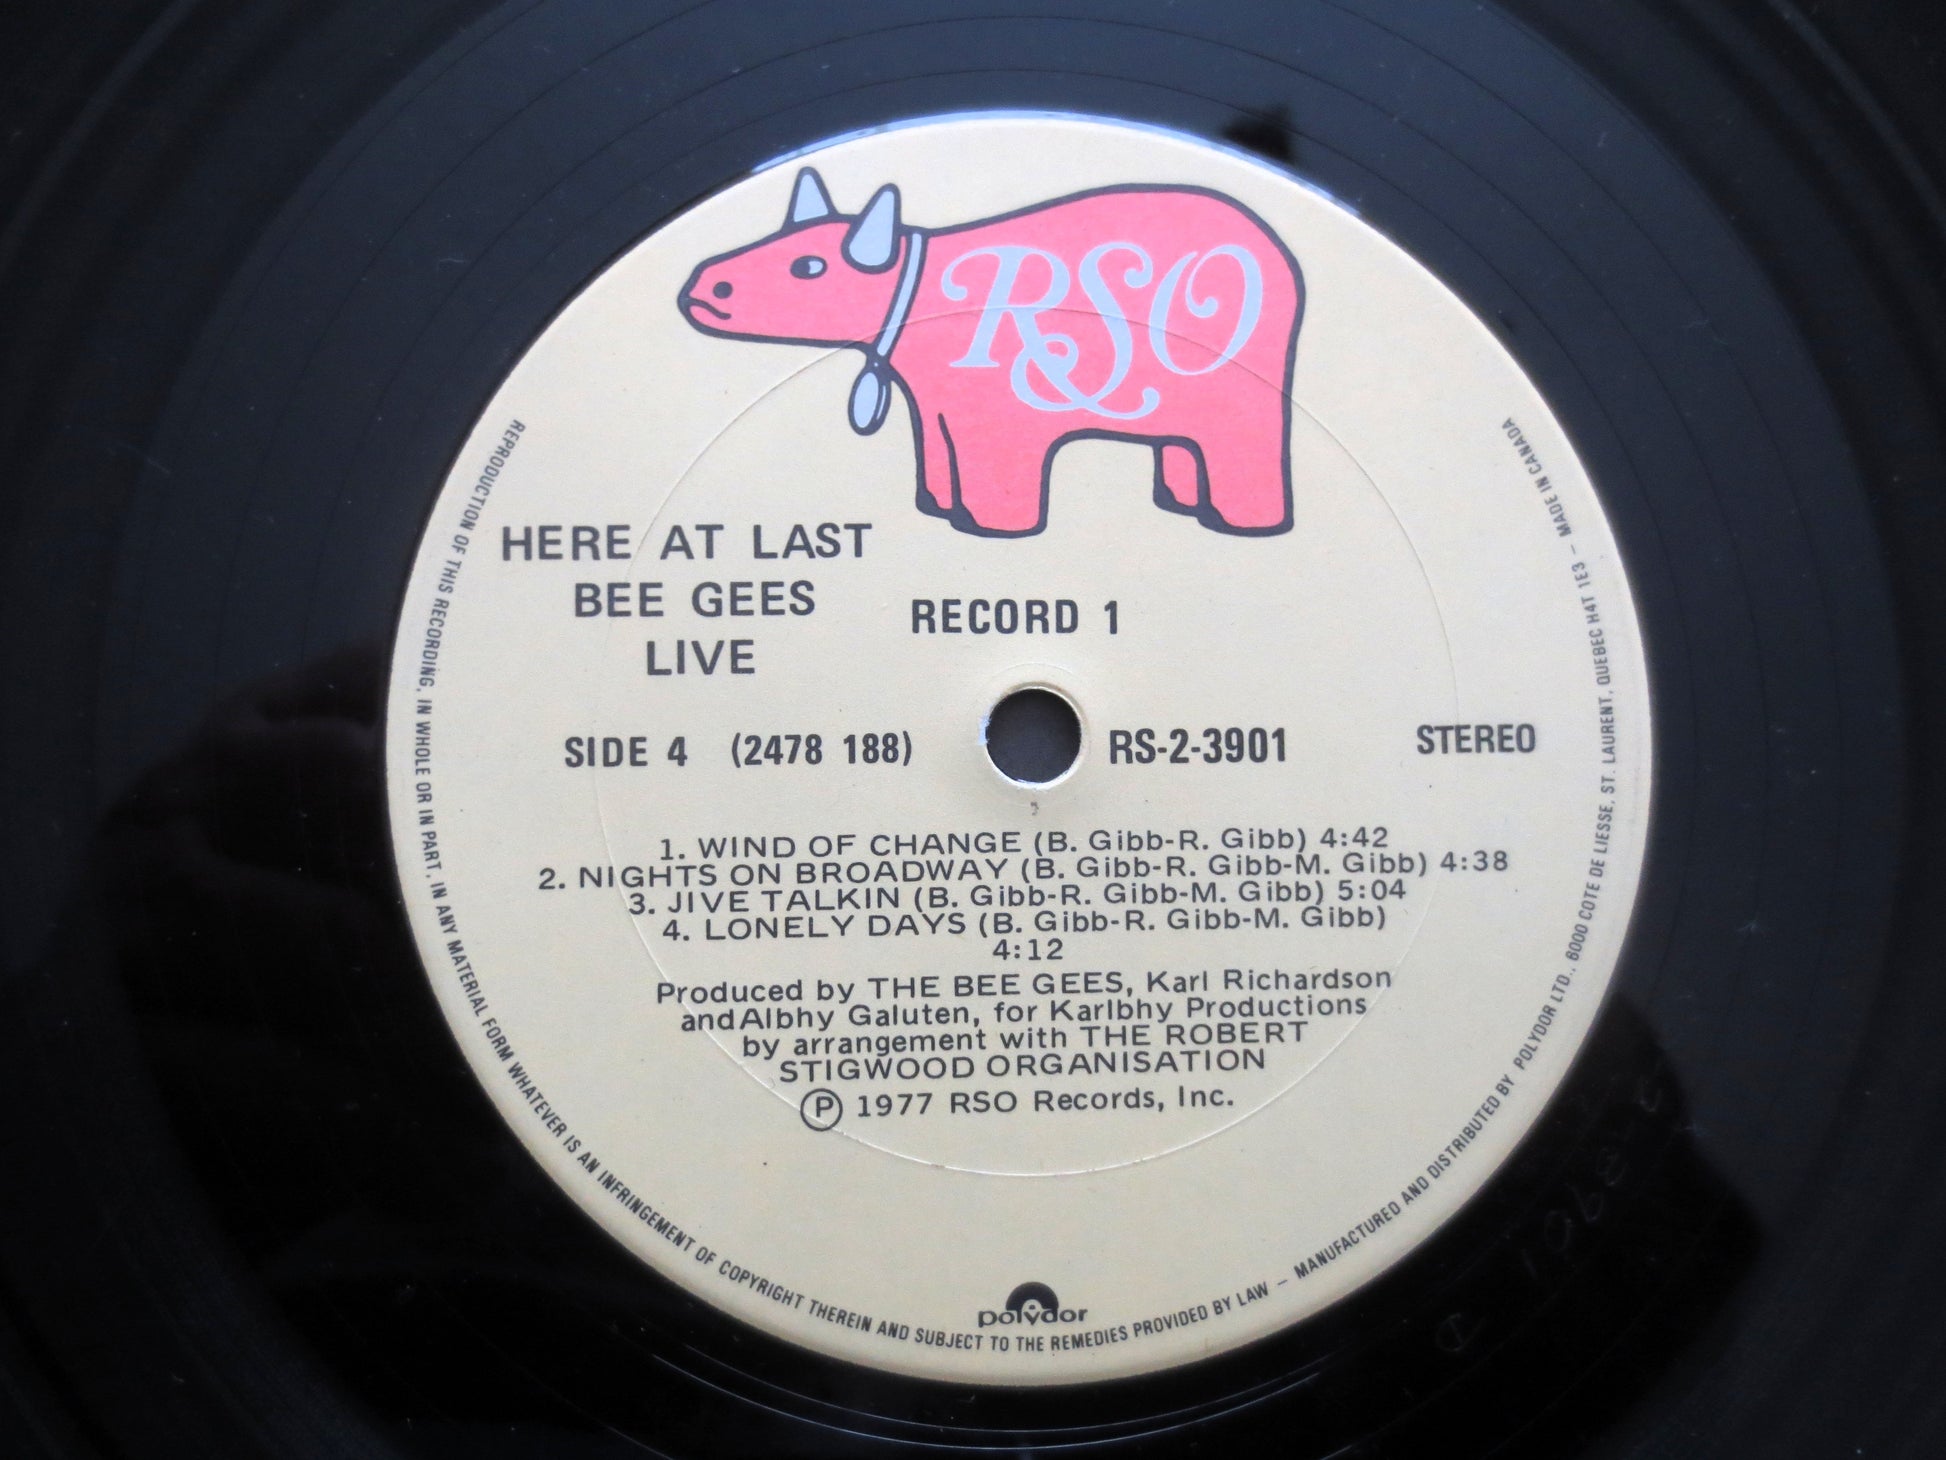 RSO
HERE AT LAST
BEE GEES
LIVE
RECORD 1
SIDE 4 (2478 188)
RS-2-3901
STEREO
1. WIND OF CHANGE (B. Gibb-R. Gibb) 4:42
2. NIGHTS ON BROADWAY (B. Gibb-R. Gibb-M. Gibb) 4:38
3. JIVE TALKIN (B. Gibb-R. Gibb-M. Gibb) 5:04
4. LONELY DAYS (B. Gibb-R. Gibb-M. Gibb)
4:12
Produced by THE BEE GEES, Karl Richardson
and Albhy Galuten, for Karlbhy Productions
by arrangement with THE ROBERT
STIGWOOD ORGANISATION
Ⓟ 1977 RSO Records, Inc.
polydor
REPRODUCTION OF THIS RECORDING, IN WHOLE OR IN PART, IN ANY MATERIAL FORM WHATEVER IS AN INFRINGEMENT OF COPYRIGHT THEREIN AND SUBJECT TO THE REMEDIES PROVIDED BY LAW – MANUFACTURED AND DISTRIBUTED BY POLYDOR LTD., 6000 COTE DE LIESSE, ST. LAURENT, QUEBEC H4T 1E3 – MADE IN CANADA